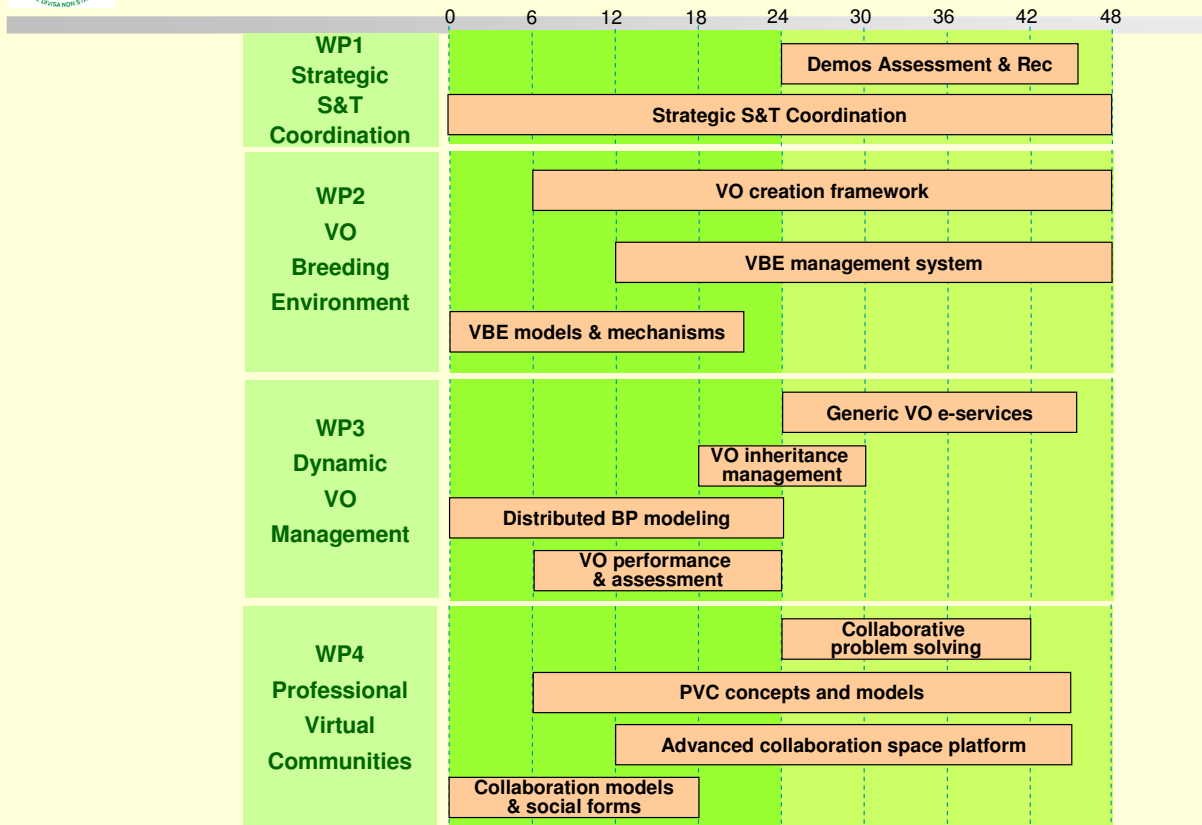 DIVISA NON STA
0 6 12 18 24 30 36 42 48
WP1
Strategic
S&T
Coordination
Demos Assessment & Rec
Strategic S&T Coordination
WP2
VO
Breeding
Environment
VO creation framework
VBE management system
VBE models & mechanisms
WP3
Dynamic
VO
Management
Generic VO e-services
VO inheritance
management
Distributed BP modeling
VO performance
& assessment
WP4
Professional
Virtual
Communities
Collaborative
problem solving
PVC concepts and models
Advanced collaboration space platform
Collaboration models
& social forms